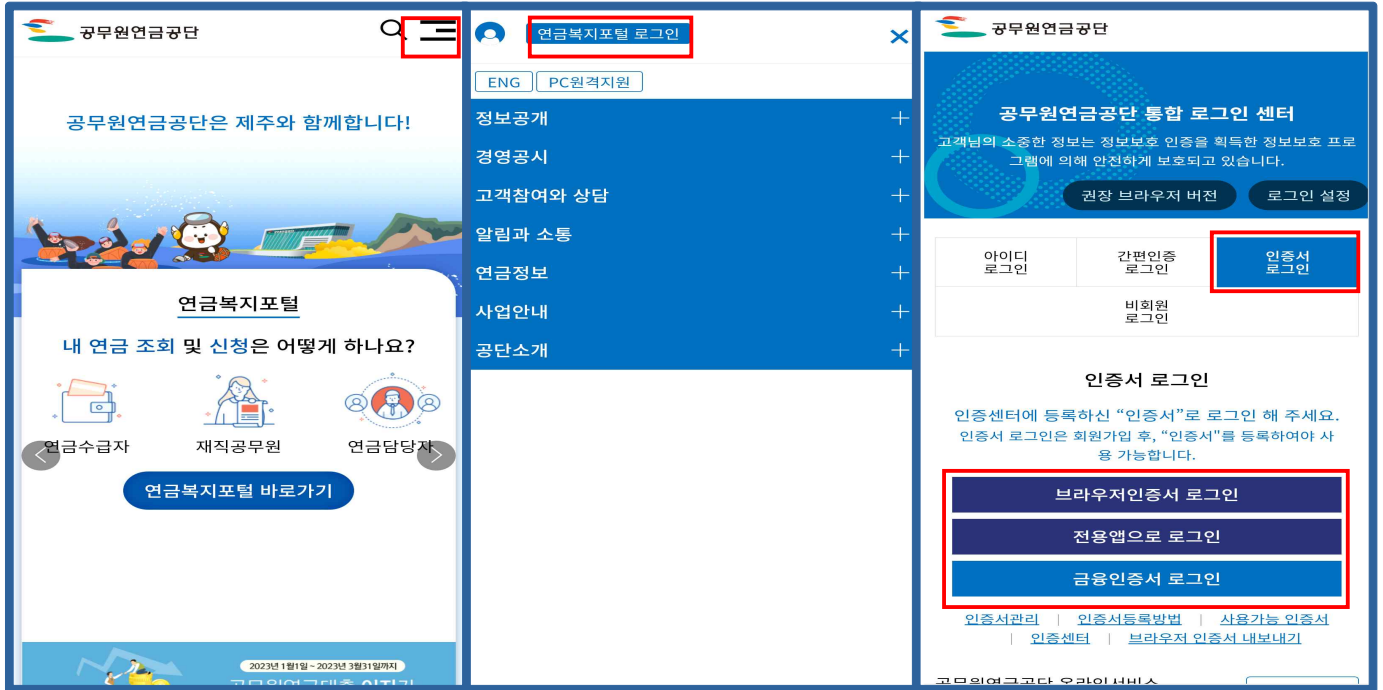 공무원연금공단
공무원연금공단은 제주와 함께합니다!
연금복지포털
내 연금 조회 및 신청은 어떻게 하나요?
연금수급자
재직공무원
연금담당자
연금복지포털 바로가기
2023년 1월1일 ~ 2023년 3월31일까지
연금복지포털 로그인
ENG
PC원격지원
정보공개
경영공시
고객참여와 상담
알림과 소통
연금정보
사업안내
공단소개
공무원연금공단
공무원연금공단 통합 로그인 센터
고객님의 소중한 정보는 정보보호 인증을 획득한 정보보호 프로
그램에 의해 안전하게 보호되고 있습니다.
권장 브라우저 버전
로그인 설정
아이디
로그인
간편인증
로그인
인증서
로그인
비회원
로그인
인증서 로그인
인증센터에 등록하신 “인증서”로 로그인 해 주세요.
인증서 로그인은 회원가입 후, “인증서"를 등록하여야 사
용 가능합니다.
브라우저인증서 로그인
전용앱으로 로그인
금융인증서 로그인
인증서관리 | 인증서등록방법 | 사용가능 인증서
| 인증센터 | 브라우저 인증서 내보내기
공무원연금공단 온라인서비스